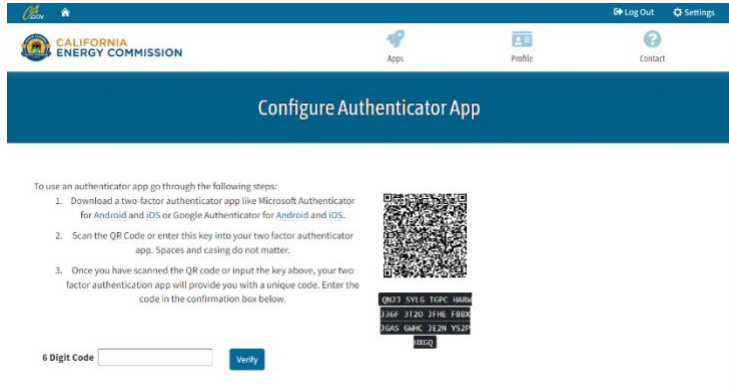 CA.GOV
Log Out
Settings
CALIFORNIA
ENERGY COMMISSION
Apps
Profile
Contact
Configure Authenticator App
To use an authenticator app go through the following steps:
1. Download a two-factor authenticator app like Microsoft Authenticator
for Android and iOS or Google Authenticator for Android and iOS.
2. Scan the QR Code or enter this key into your two factor authenticator
app. Spaces and casing do not matter.
3. Once you have scanned the QR code or input the key above, your two
factor authentication app will provide you with a unique code. Enter the
code in the confirmation box below.
SYLG TGPC
6 Digit Code
Verify